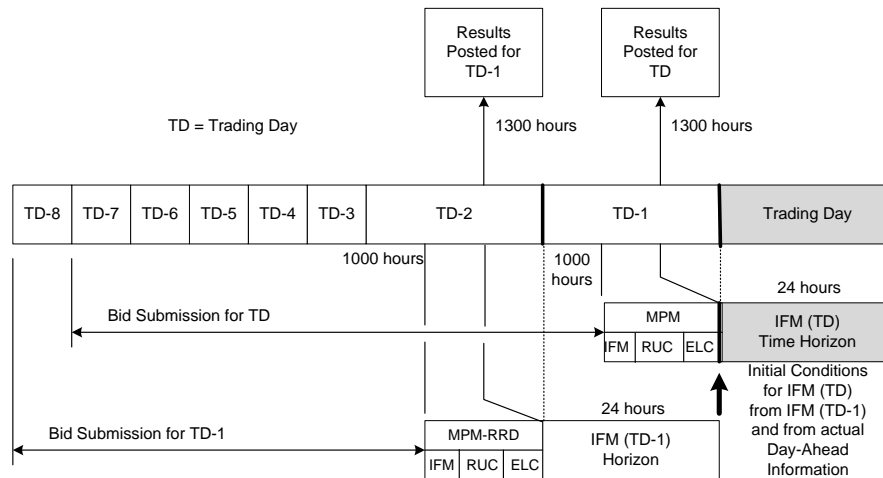 Results
Posted for
TD-1
Results
Posted for
TD
TD = Trading Day
1300 hours
1300 hours
TD-8
TD-7
TD-6
TD-5
TD-4
TD-3
TD-2
TD-1
Trading Day
1000 hours
1000
hours
24 hours
Bid Submission for TD
MPM
IFM
RUC
ELC
IFM (TD)
Time Horizon
Initial Conditions
for IFM (TD)
from IFM (TD-1)
and from actual
Day-Ahead
Information
24 hours
Bid Submission for TD-1
MPM-RRD
IFM
RUC
ELC
IFM (TD-1)
Horizon